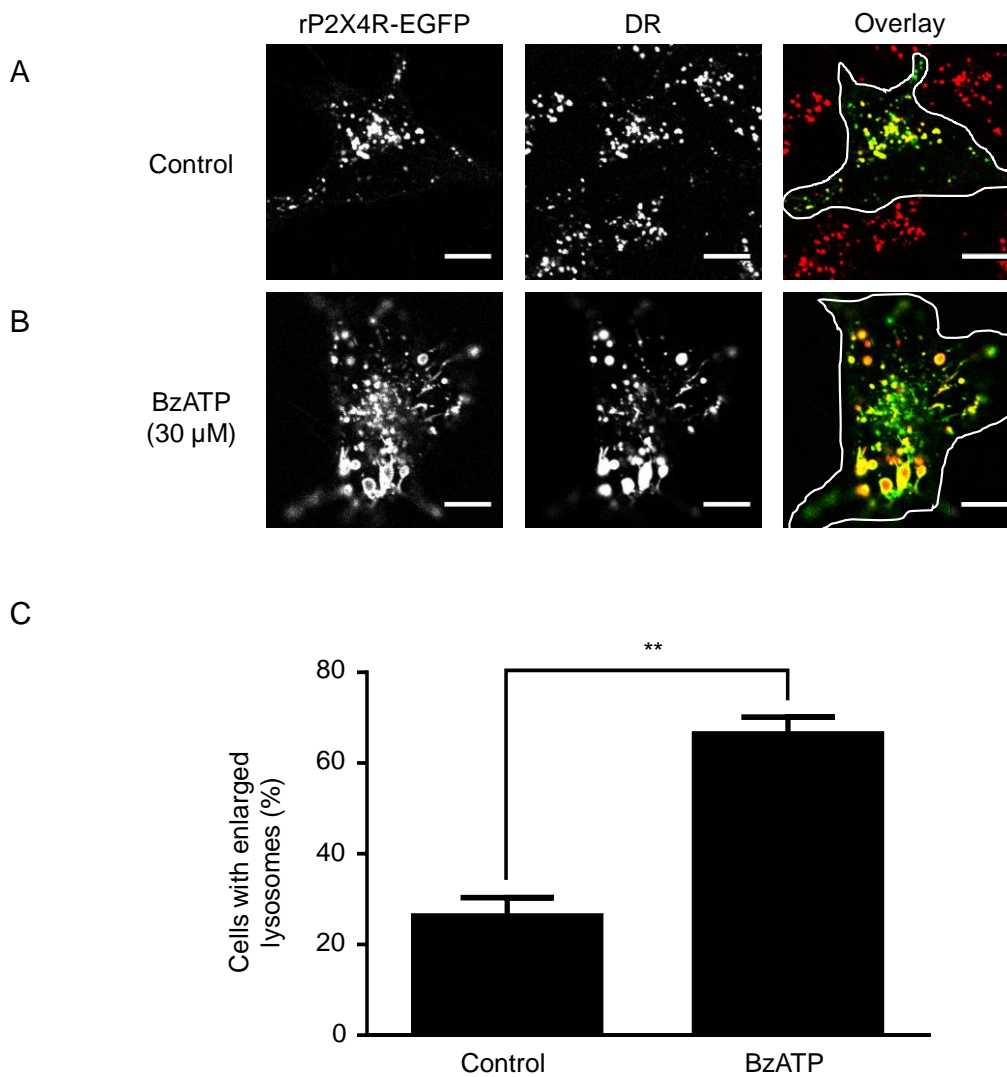 rP2X4R-EGFP DR Overlay
A
Control
B
BzATP
(30 µM)
C
**
80
60
40
20
0
Cells with enlarged
lysosomes (%)
Control BzATP